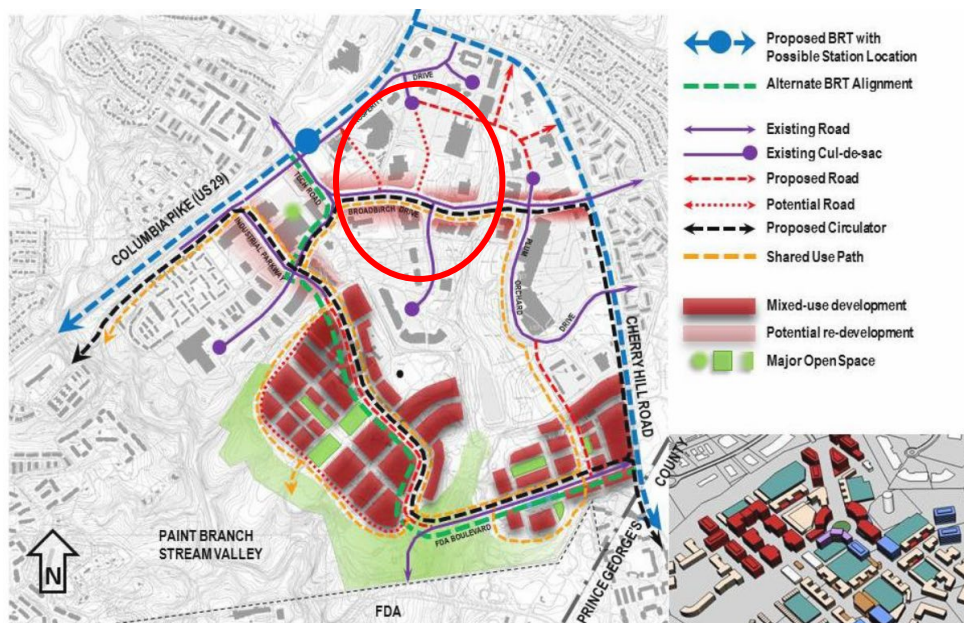 Proposed BRT with
Possible Station Location
Alternate BRT Alignment
Existing Road
Existing Cul-de-sac
Proposed Road
Potential Road
Proposed Circulator
Shared Use Path
Mixed-use development
Potential re-development
Major Open Space
DRIVE
COLUMBIA PIKE (US 29)
TECH ROAD
BROADBIRCH DRIVE
INDUSTRIAL PARKWAY
PLUM
ORCHARD
DRIVE
CHERRY HILL ROAD
FDA BOULEVARD
PAINT BRANCH
STREAM VALLEY
N
FDA
PRINCE GEORGE'S
COUNTY